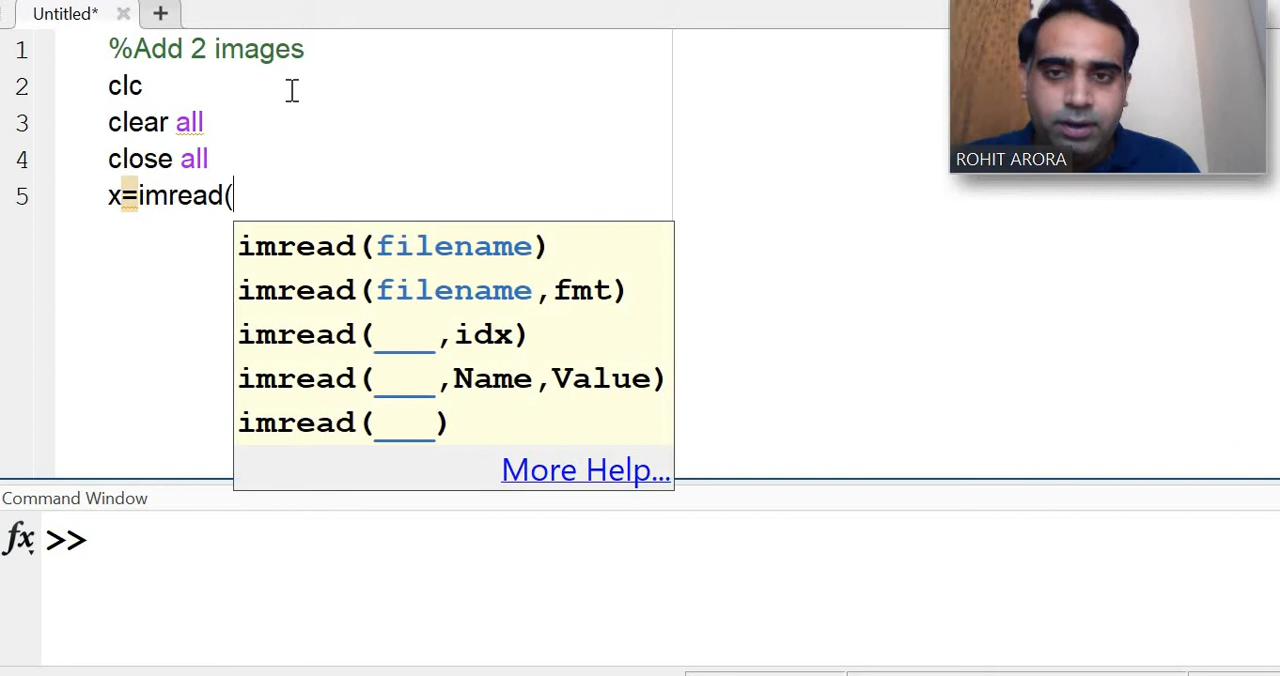 Untitled* × +
1 %Add 2 images
2 clc
3 clear all
4 close all
5 x=imread(
imread(filename)
imread(filename,fmt)
imread(___,idx)
imread(___,Name,Value)
imread(___)
More Help...
ROHIT ARORA
Command Window
fx >>